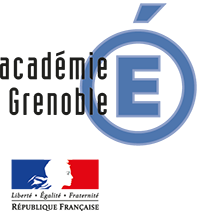 académie
Grenoble
É
Liberté • Égalité • Fraternité
RÉPUBLIQUE FRANÇAISE